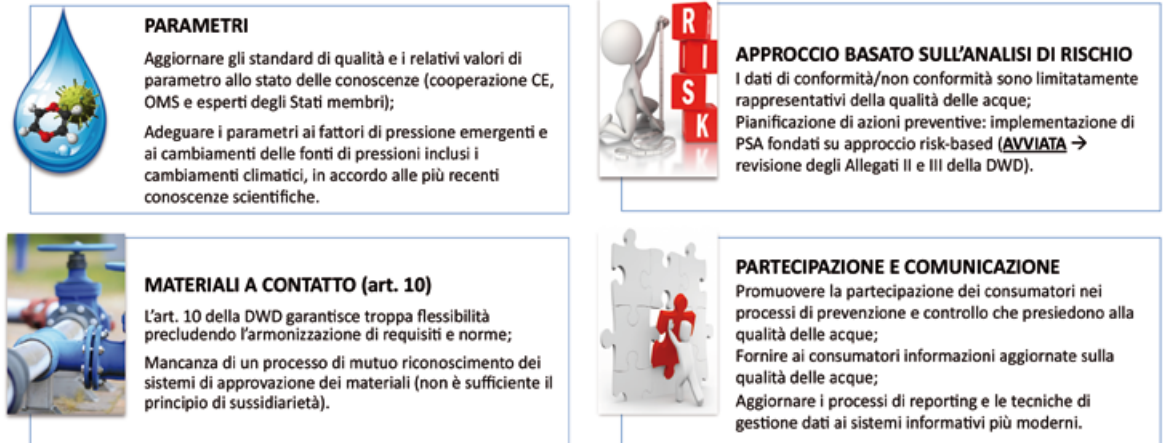 PARAMETRI
Aggiornare gli standard di qualità e i relativi valori di
parametro allo stato delle conoscenze (cooperazione CE,
OMS e esperti degli Stati membri);
Adeguare i parametri ai fattori di pressione emergenti e
ai cambiamenti delle fonti di pressioni inclusi i
cambiamenti climatici, in accordo alle più recenti
conoscenze scientifiche.
RISK
APPROCCIO BASATO SULL'ANALISI DI RISCHIO
I dati di conformità/non conformità sono limitatamente
rappresentativi della qualità delle acque;
Pianificazione di azioni preventive: implementazione di
PSA fondati su approccio risk-based (AVVIATA →
revisione degli Allegati II e III della DWD).
MATERIALI A CONTATTO (art. 10)
L'art. 10 della DWD garantisce troppa flessibilità
precludendo l'armonizzazione di requisiti e norme;
Mancanza di un processo di mutuo riconoscimento dei
sistemi di approvazione dei materiali (non è sufficiente il
principio di sussidiarietà).
PARTECIPAZIONE E COMUNICAZIONE
Promuovere la partecipazione dei consumatori nei
processi di prevenzione e controllo che presiedono alla
qualità delle acque;
Fornire ai consumatori informazioni aggiornate sulla
qualità delle acque;
Aggiornare i processi di reporting e le tecniche di
gestione dati ai sistemi informativi più moderni.